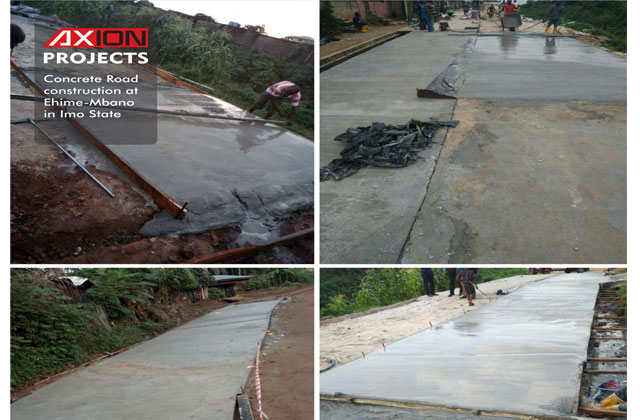 AXION
PROJECTS
Concrete Road
construction at
Ehime-Mbano
in Imo State